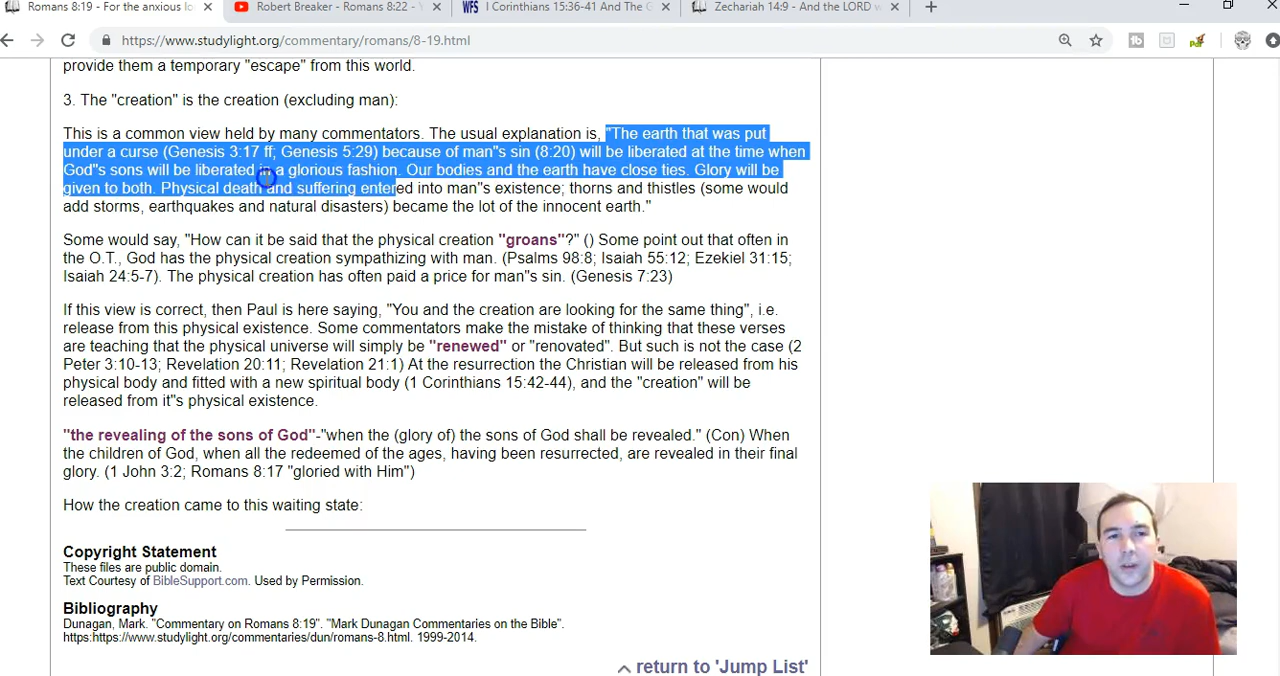 Romans 8:19 - For the anxious lo
Robert Breaker - Romans 8:22 - Y
WFS I Corinthians 15:36-41 And The G
Zechariah 14:9 - And the LORD w
https://www.studylight.org/commentary/romans/8-19.html
provide them a temporary "escape" from this world.
3. The "creation" is the creation (excluding man):
This is a common view held by many commentators. The usual explanation is, "The earth that was put
under a curse (Genesis 3:17 ff; Genesis 5:29) because of man"s sin (8:20) will be liberated at the time when
God"s sons will be liberated in a glorious fashion. Our bodies and the earth have close ties. Glory will be
given to both. Physical death and suffering entered into man"s existence; thorns and thistles (some would
add storms, earthquakes and natural disasters) became the lot of the innocent earth."
Some would say, "How can it be said that the physical creation "groans"?" () Some point out that often in
the O.T., God has the physical creation sympathizing with man. (Psalms 98:8; Isaiah 55:12; Ezekiel 31:15;
Isaiah 24:5-7). The physical creation has often paid a price for man"s sin. (Genesis 7:23)
If this view is correct, then Paul is here saying, "You and the creation are looking for the same thing", i.e.
release from this physical existence. Some commentators make the mistake of thinking that these verses
are teaching that the physical universe will simply be "renewed" or "renovated". But such is not the case (2
Peter 3:10-13; Revelation 20:11; Revelation 21:1) At the resurrection the Christian will be released from his
physical body and fitted with a new spiritual body (1 Corinthians 15:42-44), and the "creation" will be
released from it"s physical existence.
"the revealing of the sons of God"-"when the (glory of) the sons of God shall be revealed." (Con) When
the children of God, when all the redeemed of the ages, having been resurrected, are revealed in their final
glory. (1 John 3:2; Romans 8:17 "gloried with Him")
How the creation came to this waiting state:
Copyright Statement
These files are public domain.
Text Courtesy of BibleSupport.com. Used by Permission.
Bibliography
Dunagan, Mark. "Commentary on Romans 8:19". "Mark Dunagan Commentaries on the Bible".
https:https://www.studylight.org/commentaries/dun/romans-8.html. 1999-2014.
return to 'Jump List'